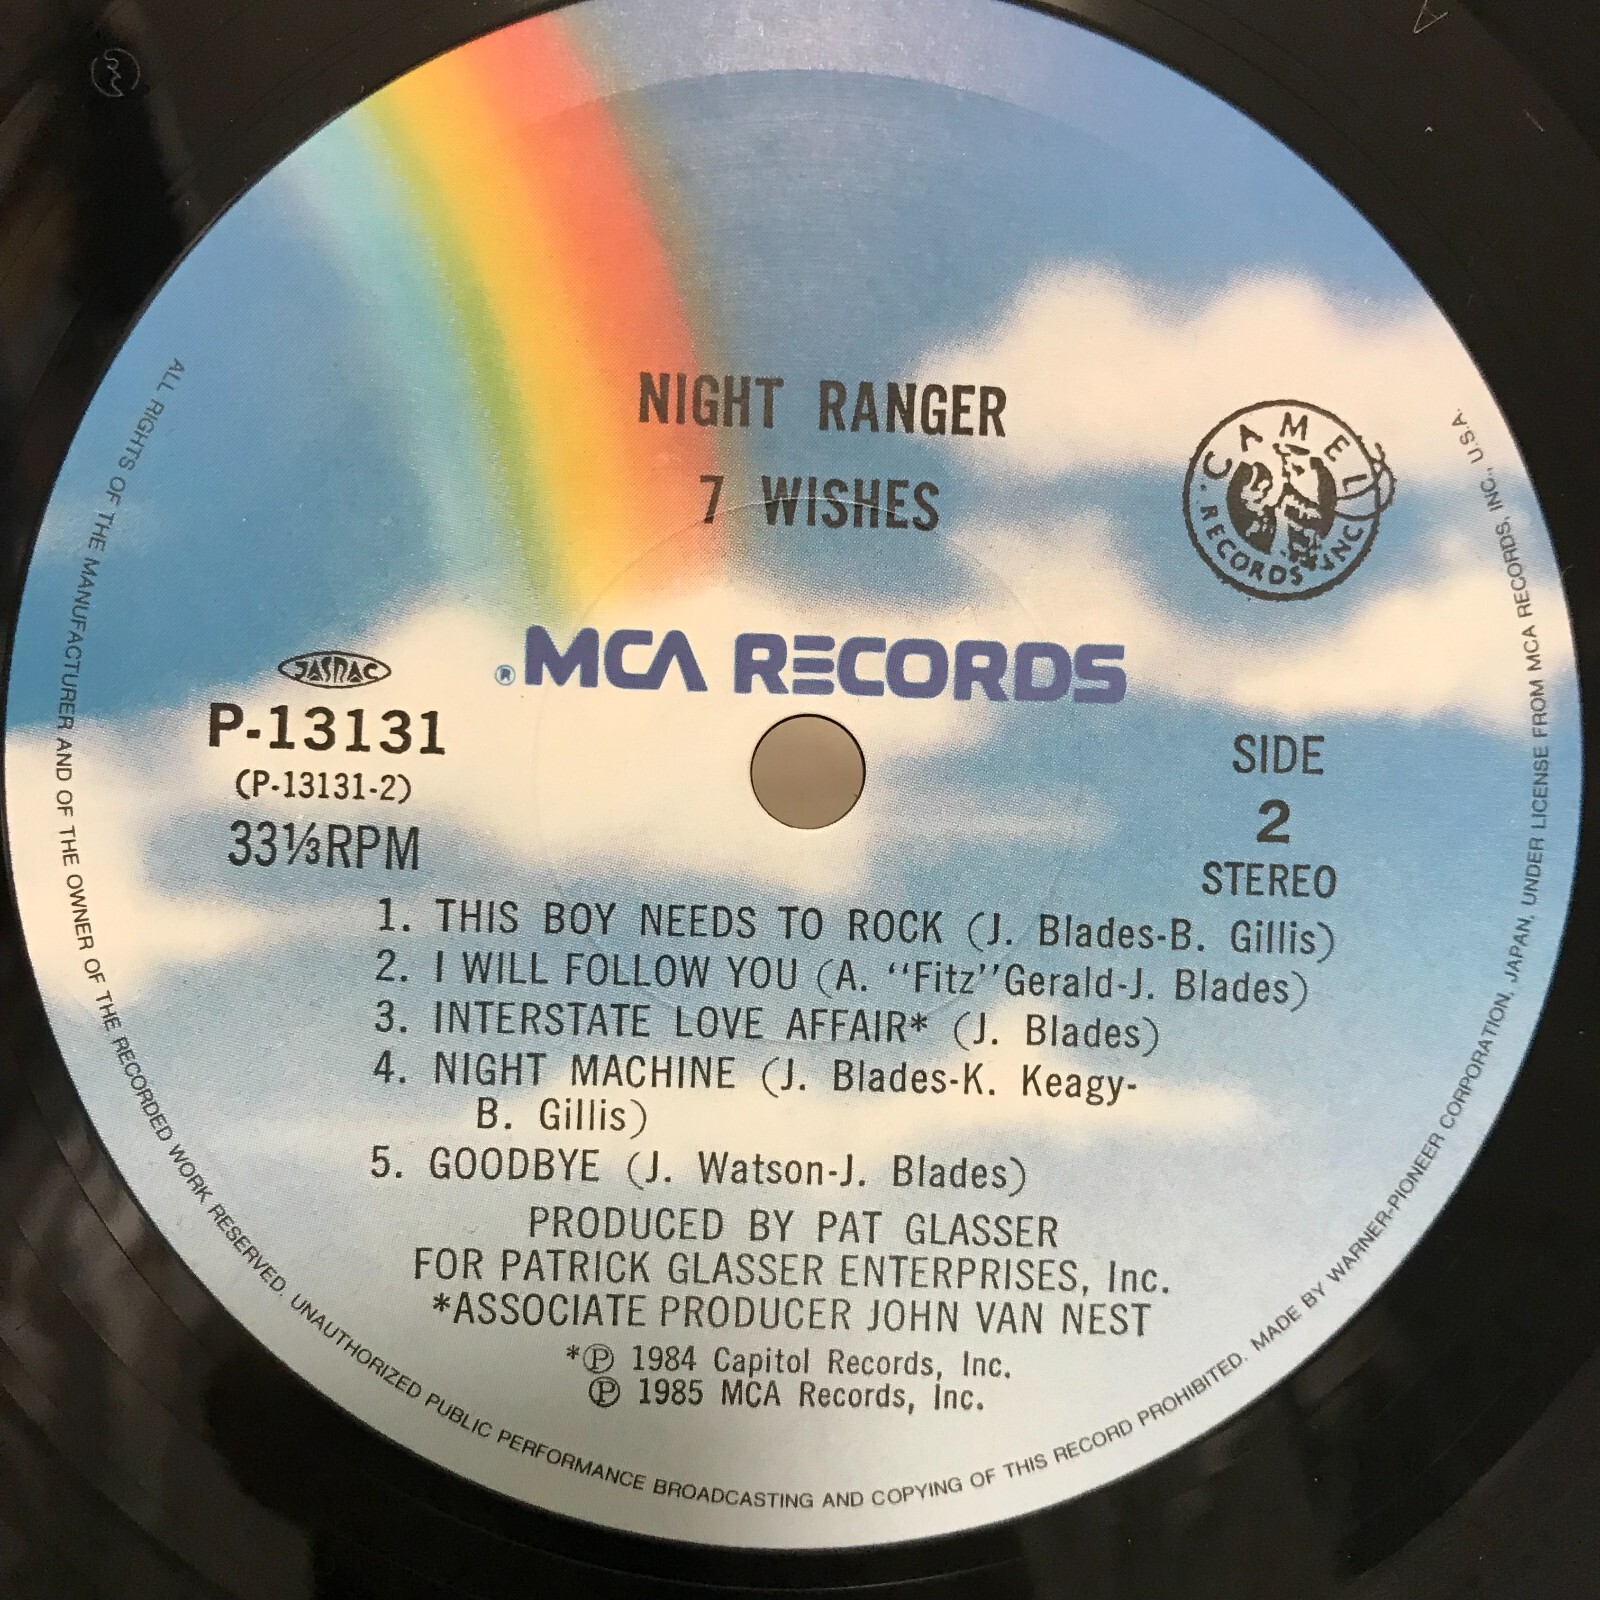 NIGHT RANGER
7 WISHES
CAMEL
RECORDS INC.
® MCA RECORDS
JASRAC
P-13131
(P-13131-2)
33⅓RPM
SIDE
2
STEREO
1. THIS BOY NEEDS TO ROCK (J. Blades-B. Gillis)
2. I WILL FOLLOW YOU (A. “Fitz”Gerald-J. Blades)
3. INTERSTATE LOVE AFFAIR* (J. Blades)
4. NIGHT MACHINE (J. Blades-K. Keagy-
B. Gillis)
5. GOODBYE (J. Watson-J. Blades)
PRODUCED BY PAT GLASSER
FOR PATRICK GLASSER ENTERPRISES, Inc.
*ASSOCIATE PRODUCER JOHN VAN NEST
*℗ 1984 Capitol Records, Inc.
℗ 1985 MCA Records, Inc.
ALL RIGHTS OF THE MANUFACTURER AND OF THE OWNER OF THE RECORDED WORK RESERVED. UNAUTHORIZED PUBLIC PERFORMANCE BROADCASTING AND COPYING OF THIS RECORD PROHIBITED. MADE BY WARNER-PIONEER CORPORATION, JAPAN, UNDER LICENSE FROM MCA RECORDS, INC., U.S.A.